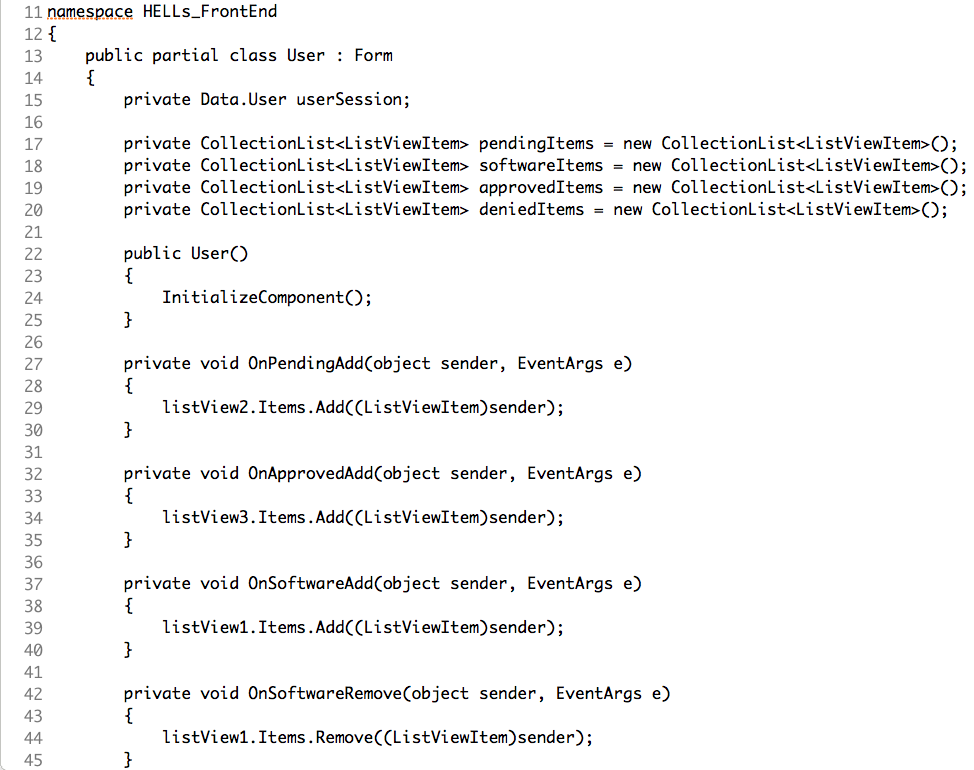 11 namespace HELLs_FrontEnd
12 {
13     public partial class User : Form
14     {
15         private Data.User userSession;
16
17         private CollectionList<ListViewItem> pendingItems = new CollectionList<ListViewItem>();
18         private CollectionList<ListViewItem> softwareItems = new CollectionList<ListViewItem>();
19         private CollectionList<ListViewItem> approvedItems = new CollectionList<ListViewItem>();
20         private CollectionList<ListViewItem> deniedItems = new CollectionList<ListViewItem>();
21
22         public User()
23         {
24             InitializeComponent();
25         }
26
27         private void OnPendingAdd(object sender, EventArgs e)
28         {
29             listView2.Items.Add((ListViewItem)sender);
30         }
31
32         private void OnApprovedAdd(object sender, EventArgs e)
33         {
34             listView3.Items.Add((ListViewItem)sender);
35         }
36
37         private void OnSoftwareAdd(object sender, EventArgs e)
38         {
39             listView1.Items.Add((ListViewItem)sender);
40         }
41
42         private void OnSoftwareRemove(object sender, EventArgs e)
43         {
44             listView1.Items.Remove((ListViewItem)sender);
45         }